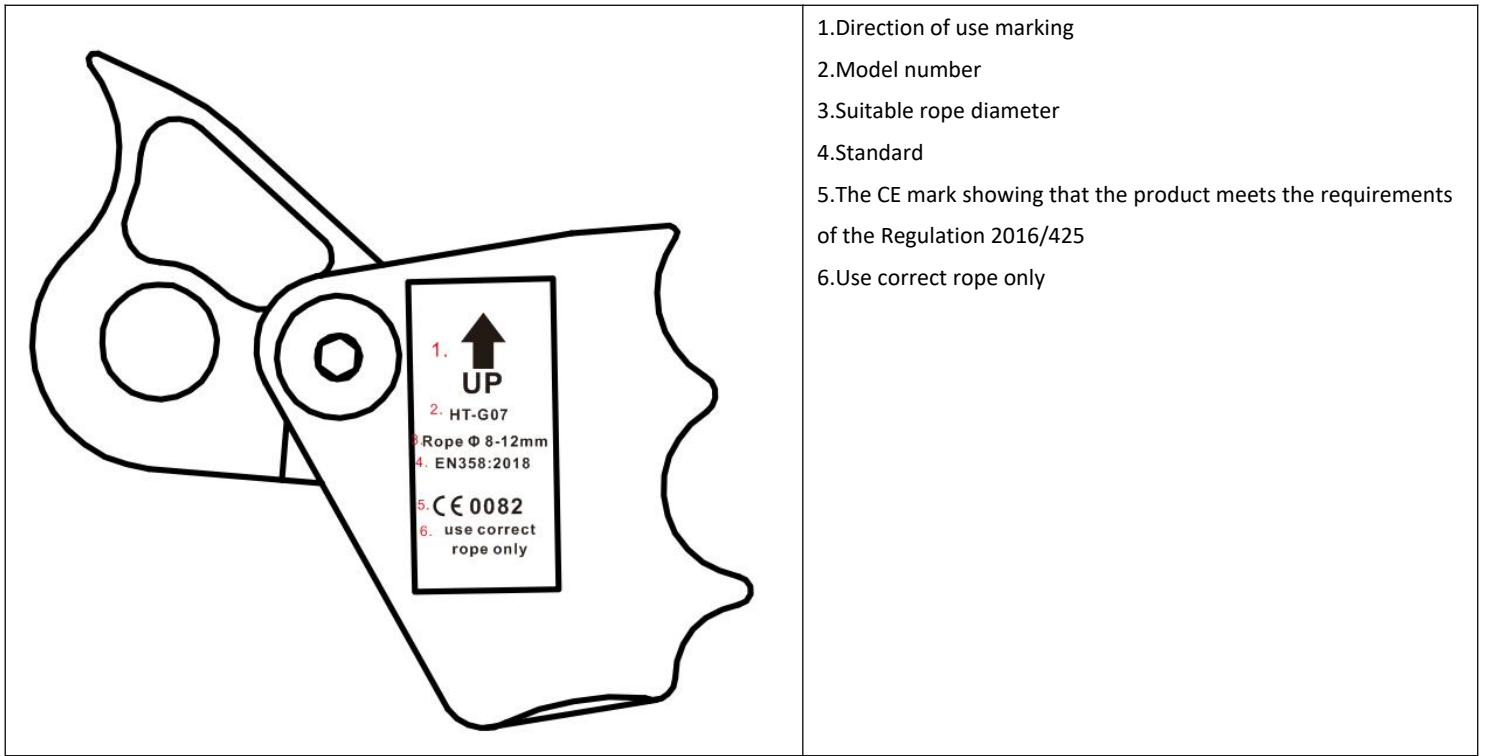 1.
UP
2. HT-G07
3.Rope Φ 8-12mm
4. EN358:2018
5. CE 0082
6. use correct
rope only
1.Direction of use marking
2.Model number
3.Suitable rope diameter
4.Standard
5.The CE mark showing that the product meets the requirements
of the Regulation 2016/425
6.Use correct rope only